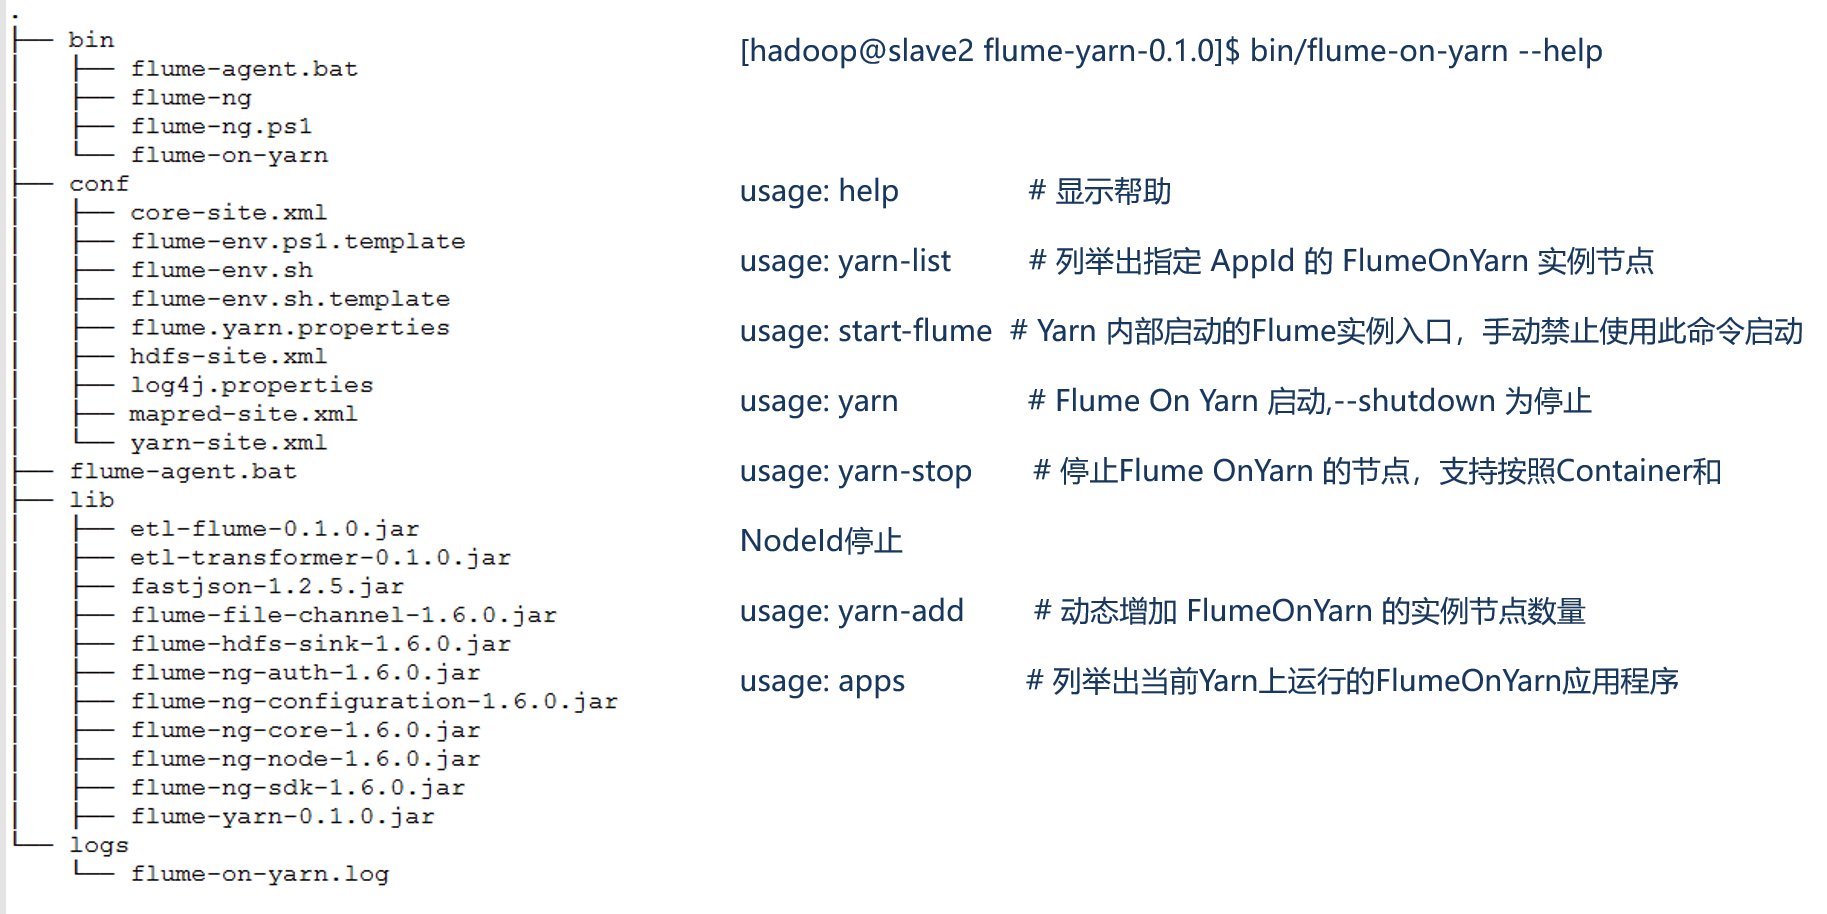 .
├── bin
│   ├── flume-agent.bat
│   ├── flume-ng
│   ├── flume-ng.ps1
│   └── flume-on-yarn
├── conf
│   ├── core-site.xml
│   ├── flume-env.ps1.template
│   ├── flume-env.sh
│   ├── flume-env.sh.template
│   ├── flume.yarn.properties
│   ├── hdfs-site.xml
│   ├── log4j.properties
│   ├── mapred-site.xml
│   └── yarn-site.xml
├── flume-agent.bat
├── lib
│   ├── etl-flume-0.1.0.jar
│   ├── etl-transformer-0.1.0.jar
│   ├── fastjson-1.2.5.jar
│   ├── flume-file-channel-1.6.0.jar
│   ├── flume-hdfs-sink-1.6.0.jar
│   ├── flume-ng-auth-1.6.0.jar
│   ├── flume-ng-configuration-1.6.0.jar
│   ├── flume-ng-core-1.6.0.jar
│   ├── flume-ng-node-1.6.0.jar
│   ├── flume-ng-sdk-1.6.0.jar
│   ├── flume-yarn-0.1.0.jar
└── logs
    └── flume-on-yarn.log
[hadoop@slave2 flume-yarn-0.1.0]$ bin/flume-on-yarn --help
usage: help # 显示帮助
usage: yarn-list # 列举出指定 AppId 的 FlumeOnYarn 实例节点
usage: start-flume # Yarn 内部启动的Flume实例入口，手动禁止使用此命令启动
usage: yarn # Flume On Yarn 启动,--shutdown 为停止
usage: yarn-stop # 停止Flume OnYarn 的节点，支持按照Container和
NodeId停止
usage: yarn-add # 动态增加 FlumeOnYarn 的实例节点数量
usage: apps # 列举出当前Yarn上运行的FlumeOnYarn应用程序